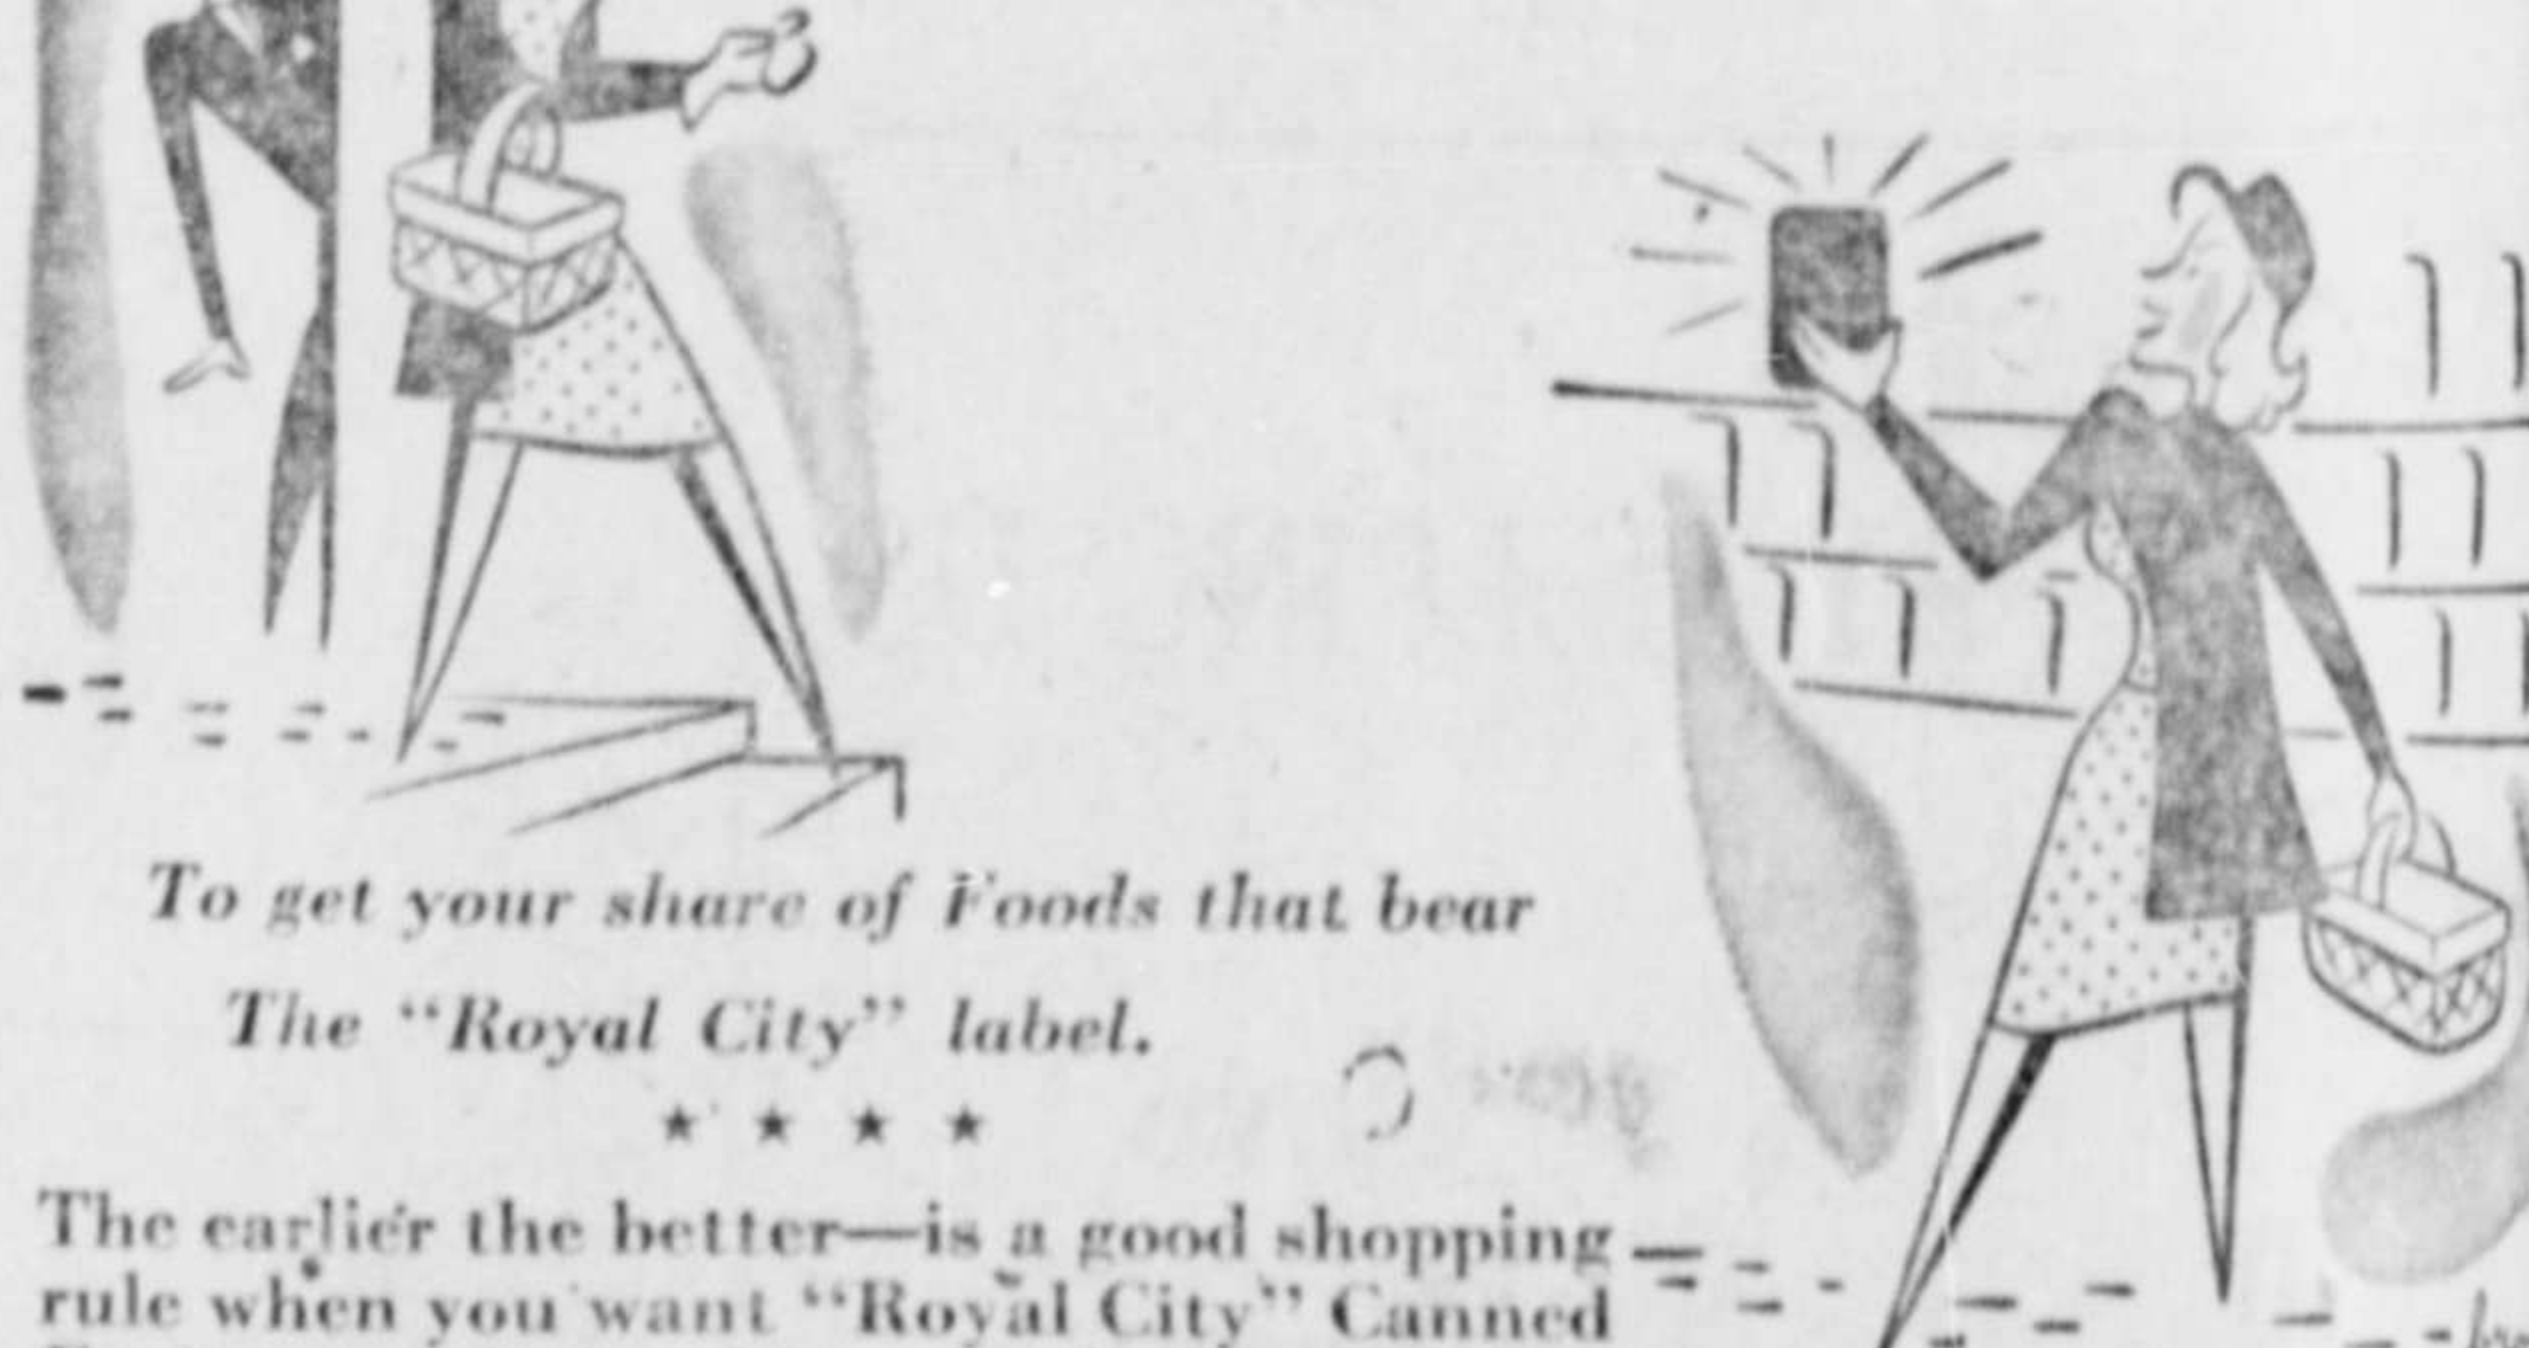 To get your share of Foods that bear
The "Royal City" label.
★ ★ ★ ★
The earlier the better—is a good shopping
rule when you want "Royal City" Canned